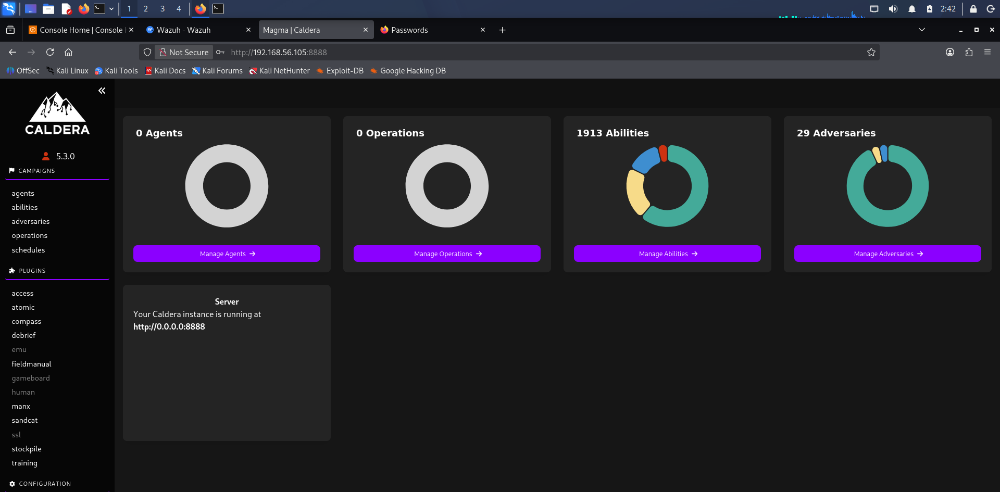 1 2 3 4 2:42
Console Home | Console
Wazuh - Wazuh
Magma | Caldera
Passwords
Not Secure http://192.168.56.105:8888
OffSec Kali Linux Kali Tools Kali Docs Kali Forums Kali NetHunter Exploit-DB Google Hacking DB
CALDERA
5.3.0
CAMPAIGNS
agents
abilities
adversaries
operations
schedules
PLUGINS
access
atomic
compass
debrief
emu
fieldmanual
gameboard
human
manx
sandcat
ssl
stockpile
training
CONFIGURATION
0 Agents
Manage Agents
0 Operations
Manage Operations
1913 Abilities
Manage Abilities
29 Adversaries
Manage Adversaries
Server
Your Caldera instance is running at
http://0.0.0.0:8888